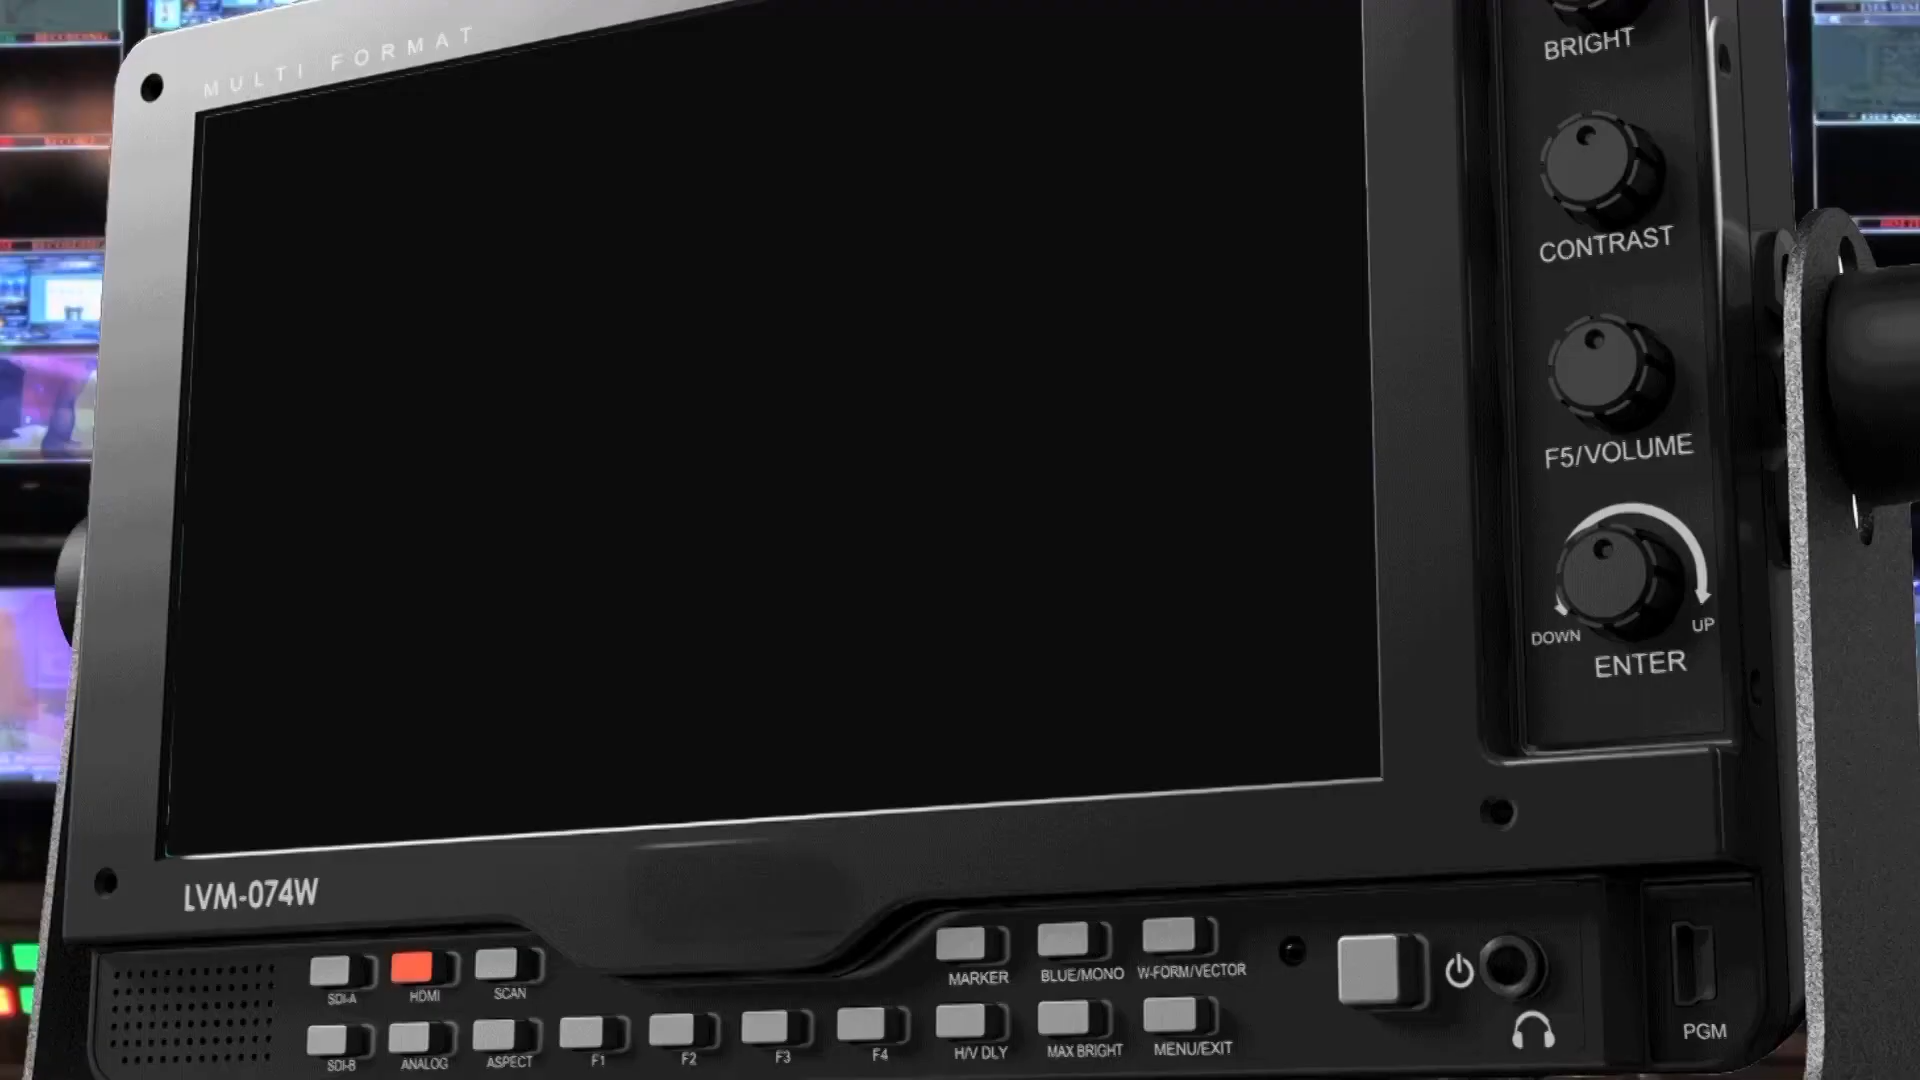 MULTI FORMAT
BRIGHT
CONTRAST
F5/VOLUME
DOWN
UP
ENTER
LVM-074W
MARKER
BLUE/MONO
W-FORM/VECTOR
SDI-A
HDMI
SCAN
SDI-B
ANALOG
ASPECT
F1
F2
F3
F4
H/V DLY
MAX BRIGHT
MENU/EXIT
PGM